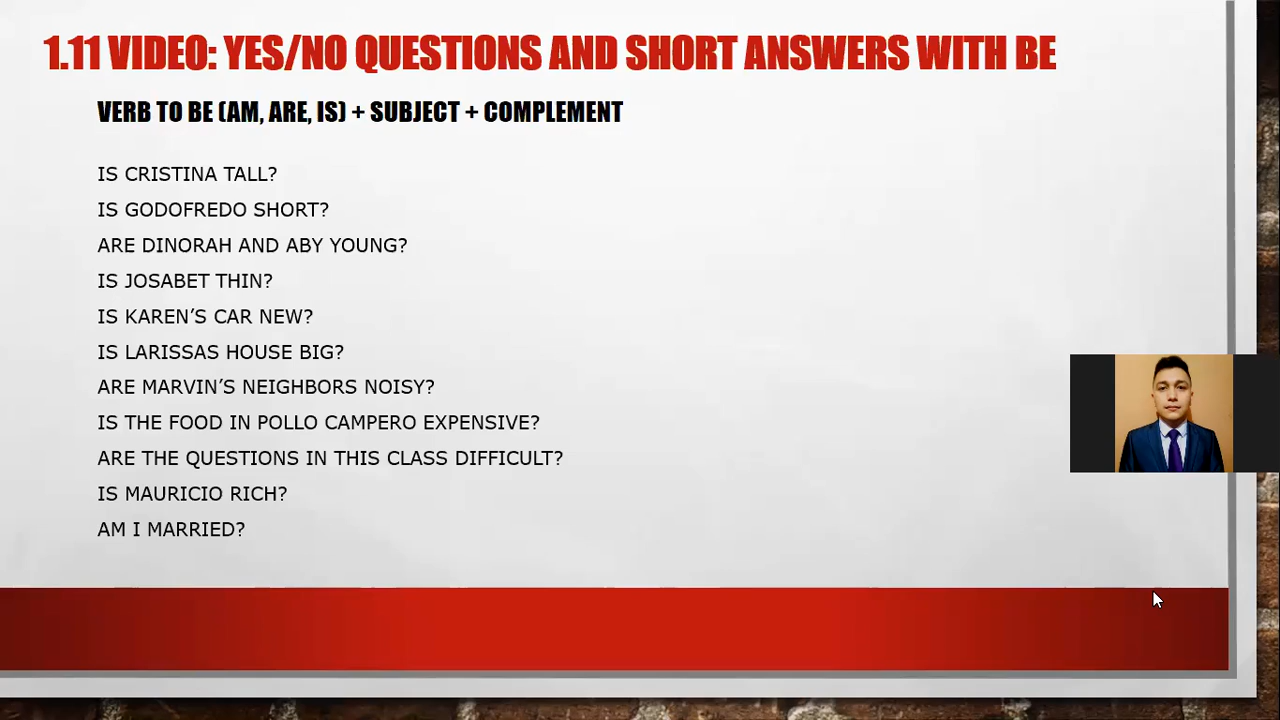 1.11 VIDEO: YES/NO QUESTIONS AND SHORT ANSWERS WITH BE
VERB TO BE (AM, ARE, IS) + SUBJECT + COMPLEMENT
IS CRISTINA TALL?
IS GODOFREDO SHORT?
ARE DINORAH AND ABY YOUNG?
IS JOSABET THIN?
IS KAREN’S CAR NEW?
IS LARISSAS HOUSE BIG?
ARE MARVIN’S NEIGHBORS NOISY?
IS THE FOOD IN POLLO CAMPERO EXPENSIVE?
ARE THE QUESTIONS IN THIS CLASS DIFFICULT?
IS MAURICIO RICH?
AM I MARRIED?